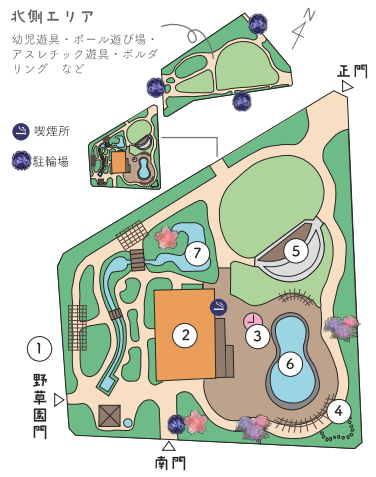 北側エリア
幼児遊具・ボール遊び場・
アスレチック遊具・ボルダ
リング　など
N
正門
喫煙所
駐輪場
7
5
1
2
3
6
4
野草園門
南門